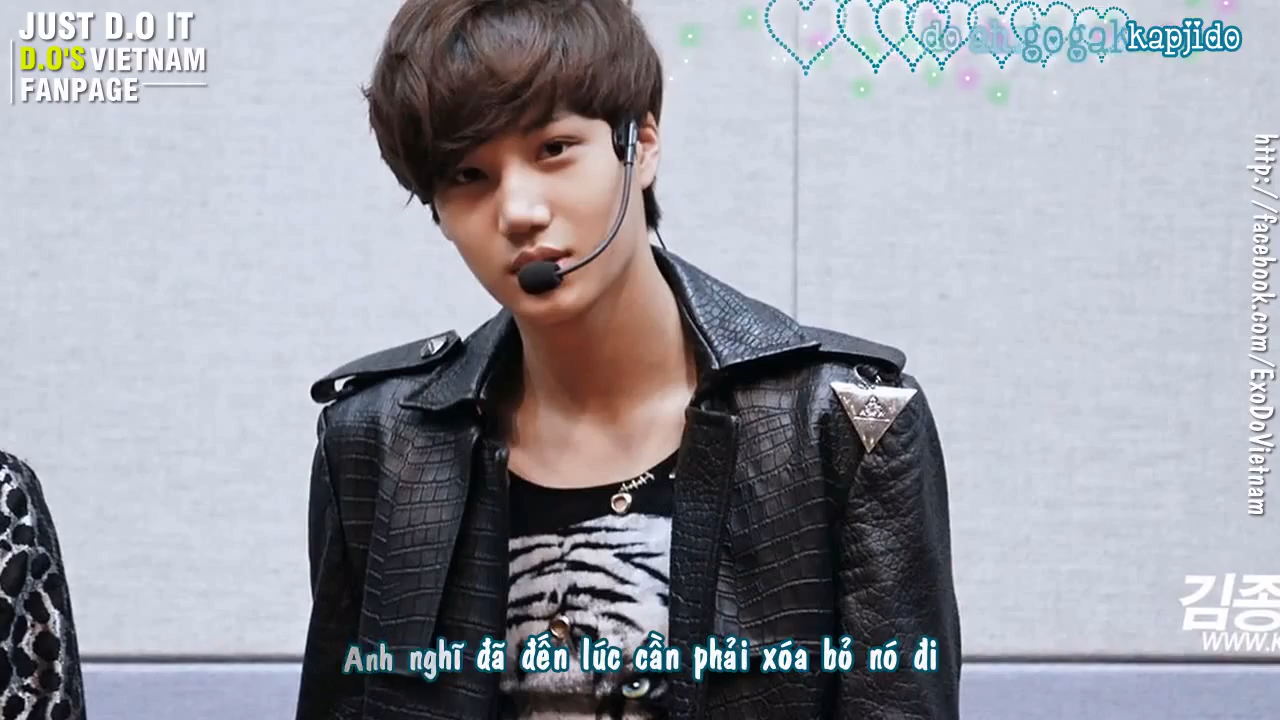 JUST D.O IT
D.O'S VIETNAM
FANPAGE
do ah gogak kapjido
http://facebook.com/ExoDoVietnam
김종
www.k
Anh nghĩ đã đến lúc cần phải xóa bỏ nó đi